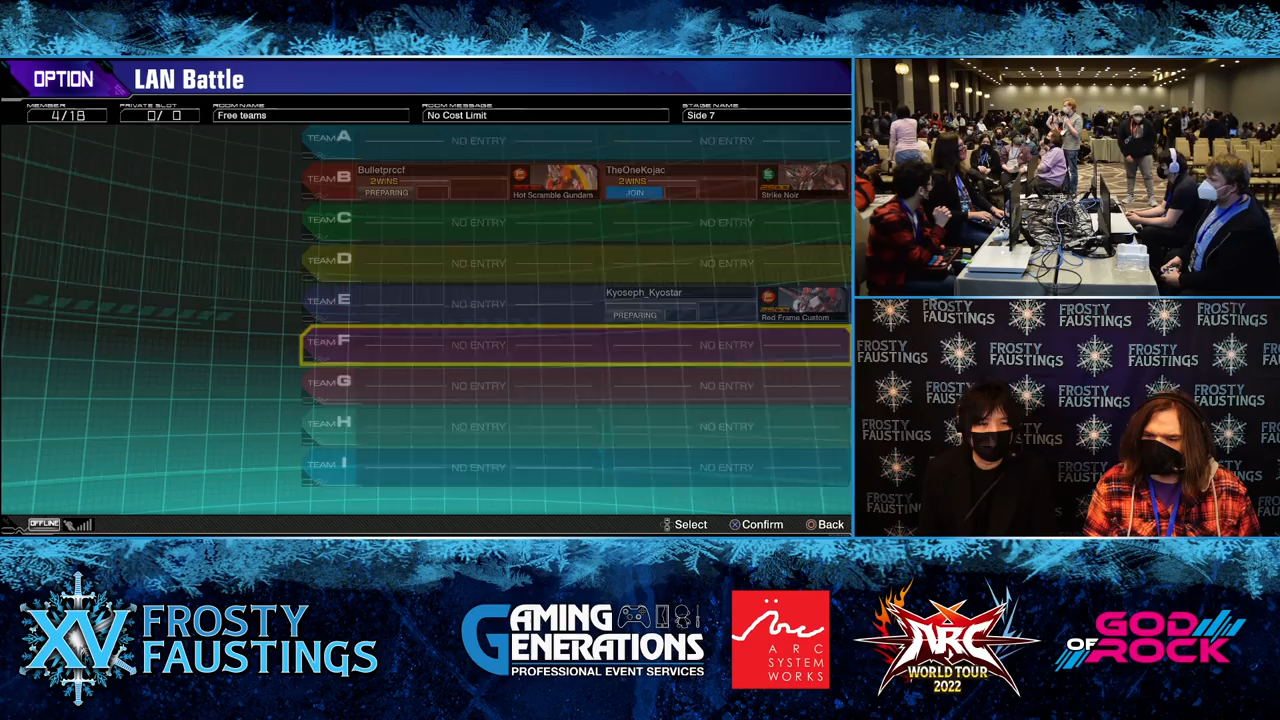 OPTION LAN Battle
MEMBER PRIVATE SLOT ROOM NAME ROOM MESSAGE STAGE NAME
4/18 0/ 0 Free teams No Cost Limit Side 7
TEAM A NO ENTRY NO ENTRY
TEAM B Bulletprccf TheOneKojac
2WINS 2WINS
PREPARING Hot Scramble Gundam JOIN Strike Noir
TEAM C NO ENTRY NO ENTRY
TEAM D NO ENTRY NO ENTRY
TEAM E NO ENTRY Kyoseph_Kyostar
PREPARING Red Frame Custom
TEAM F NO ENTRY NO ENTRY
TEAM G NO ENTRY NO ENTRY
TEAM H NO ENTRY NO ENTRY
TEAM I NO ENTRY NO ENTRY
OFFLINE Select Confirm Back
FROSTY FAUSTINGS
FROSTY FAUSTINGS
FROSTY FAUSTINGS
FROSTY FAUSTINGS
FROSTY FAUSTINGS
FROSTY FAUSTINGS
XV FROSTY
FAUSTINGS
GAMING
GENERATIONS
PROFESSIONAL EVENT SERVICES
ARC
SYSTEM
WORKS
ARC
WORLD TOUR
2022
GOD
OF ROCK